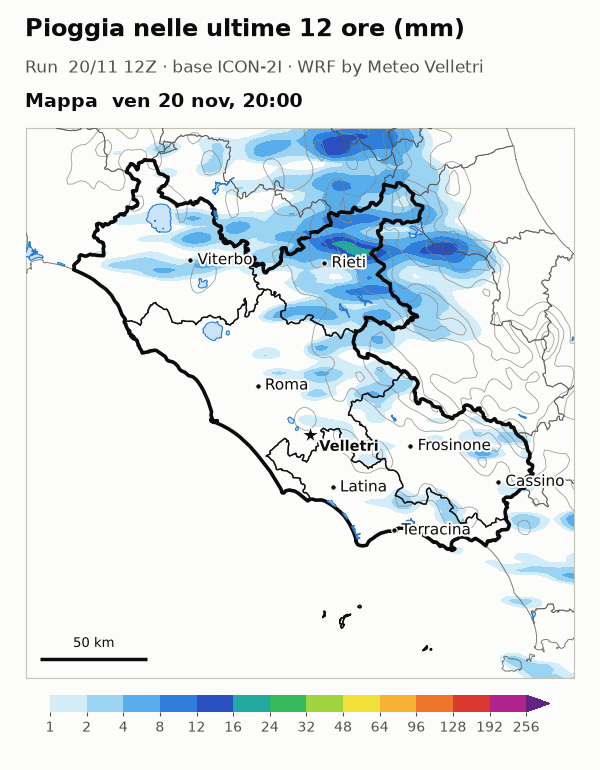 Pioggia nelle ultime 12 ore (mm)
Run  20/11 12Z · base ICON-2I · WRF by Meteo Velletri
Mappa  ven 20 nov, 20:00
Viterbo
Rieti
Roma
Velletri
Frosinone
Latina
Cassino
Terracina
50 km
1 2 4 8 12 16 24 32 48 64 96 128 192 256